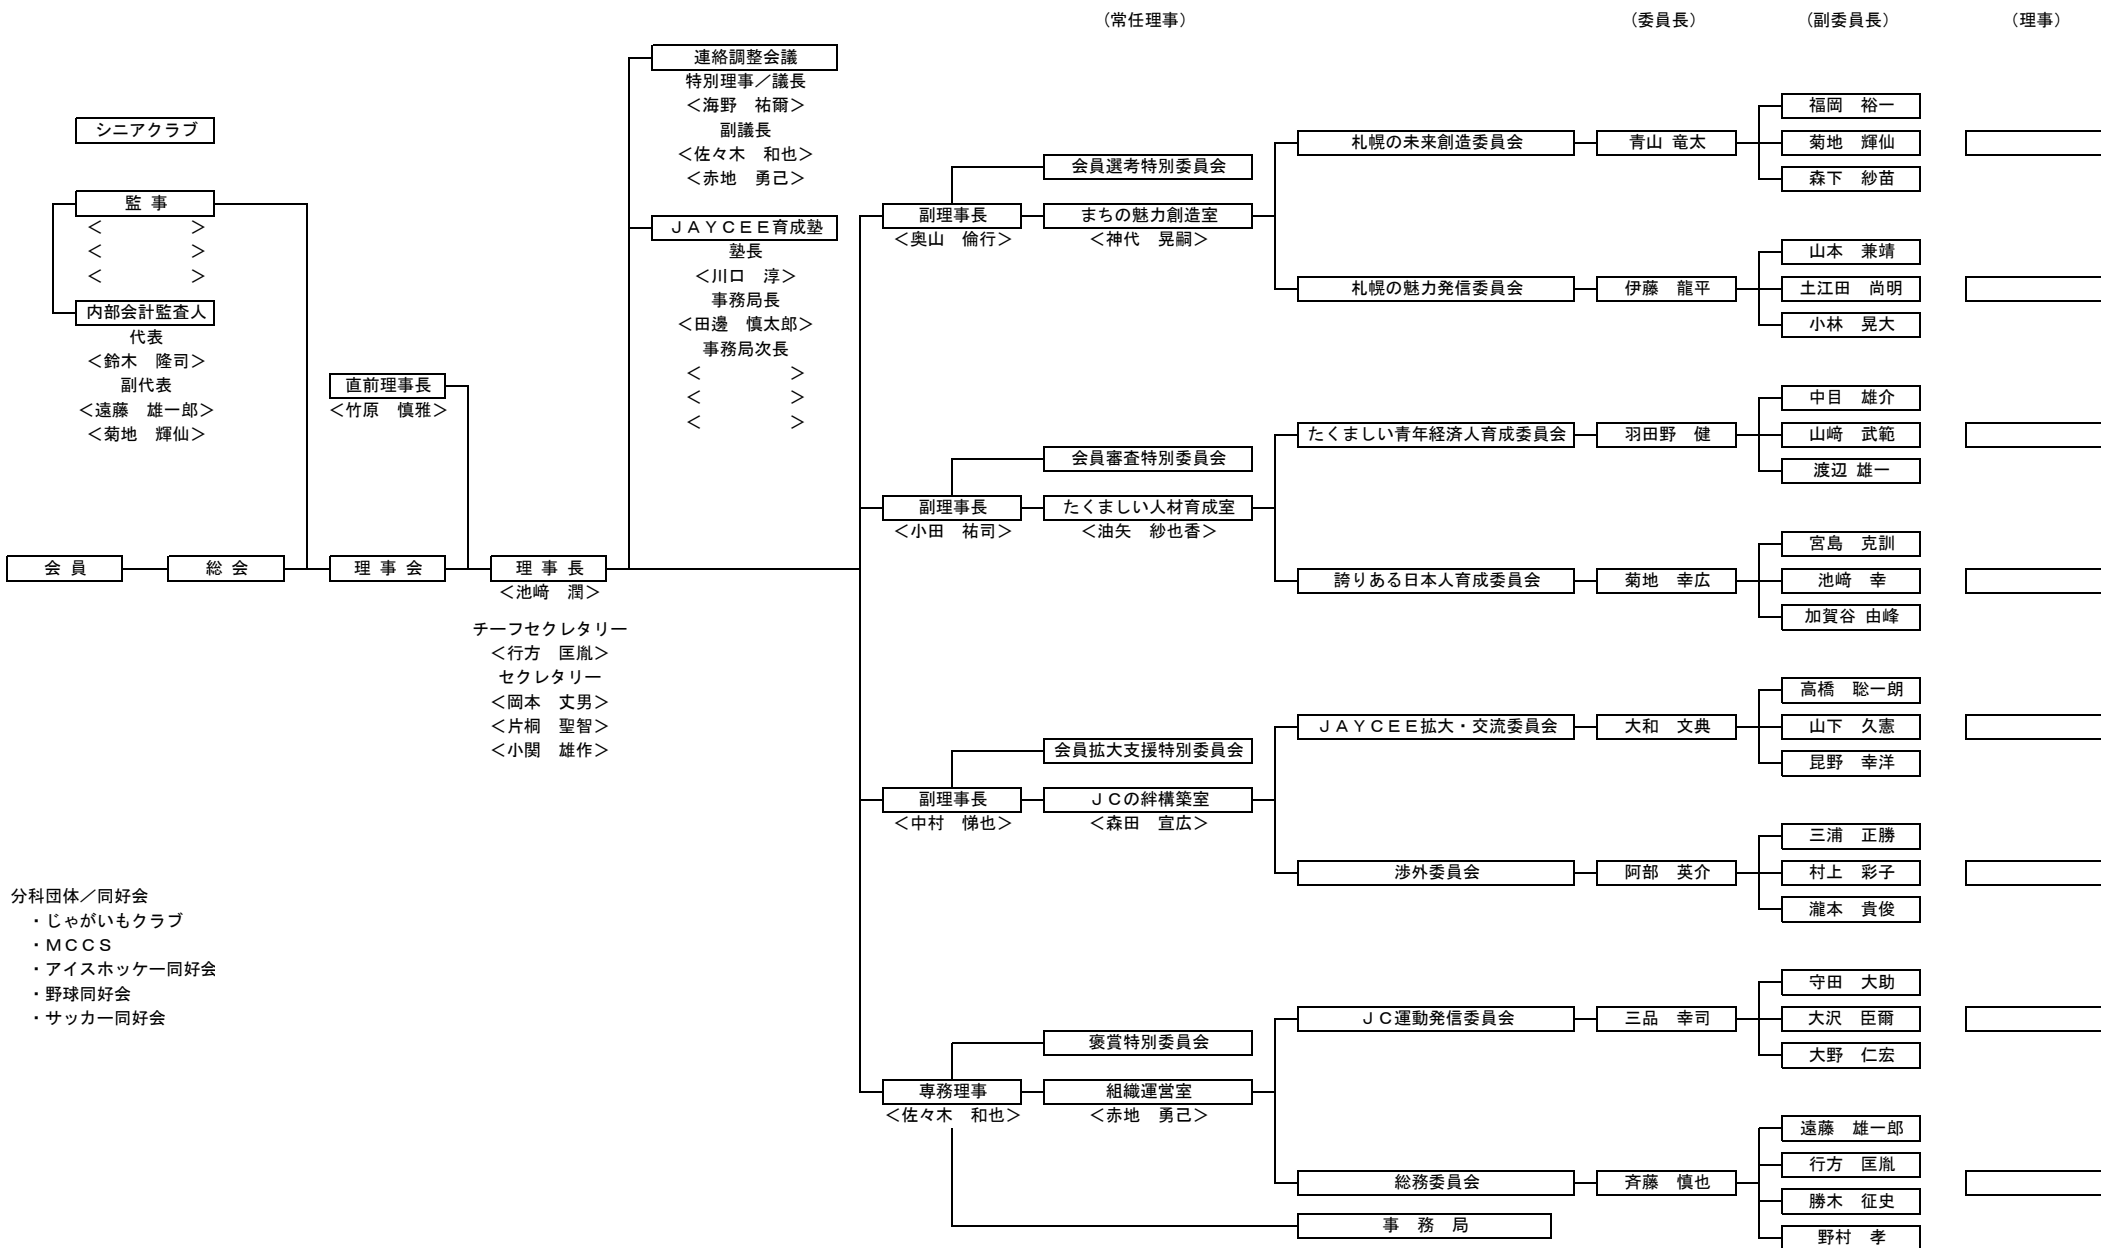 （常任理事）
（委員長）
（副委員長）
（理事）
シニアクラブ
監 事
＜　　　　　＞
＜　　　　　＞
＜　　　　　＞
内部会計監査人
代表
＜鈴木　隆司＞
副代表
＜遠藤　雄一郎＞
＜菊地　輝仙＞
直前理事長
＜竹原　慎雅＞
会 員
総 会
理 事 会
理 事 長
＜池﨑　潤＞
チーフセクレタリー
＜行方　匡胤＞
セクレタリー
＜岡本　丈男＞
＜片桐　聖智＞
＜小関　雄作＞
連絡調整会議
特別理事／議長
＜海野　祐爾＞
副議長
＜佐々木　和也＞
＜赤地　勇己＞
ＪＡＹＣＥＥ育成塾
塾長
＜川口　淳＞
事務局長
＜田邊　慎太郎＞
事務局次長
＜　　　　　＞
＜　　　　　＞
＜　　　　　＞
会員選考特別委員会
副理事長
＜奥山　倫行＞
まちの魅力創造室
＜神代　晃嗣＞
札幌の未来創造委員会
青山 竜太
福岡　裕一
菊地　輝仙
森下　紗苗
札幌の魅力発信委員会
伊藤　龍平
山本　兼靖
土江田　尚明
小林　晃大
会員審査特別委員会
副理事長
＜小田　祐司＞
たくましい人材育成室
＜油矢　紗也香＞
たくましい青年経済人育成委員会
羽田野　健
中目　雄介
山﨑　武範
渡辺 雄一
誇りある日本人育成委員会
菊地　幸広
宮島　克訓
池﨑　幸
加賀谷 由峰
会員拡大支援特別委員会
副理事長
＜中村　悌也＞
ＪＣの絆構築室
＜森田　宣広＞
ＪＡＹＣＥＥ拡大・交流委員会
大和　文典
高橋　聡一朗
山下　久憲
昆野　幸洋
渉外委員会
阿部　英介
三浦　正勝
村上　彩子
瀧本　貴俊
褒賞特別委員会
専務理事
＜佐々木　和也＞
組織運営室
＜赤地　勇己＞
ＪＣ運動発信委員会
三品　幸司
守田　大助
大沢　臣爾
大野　仁宏
総務委員会
斉藤　慎也
遠藤　雄一郎
行方　匡胤
勝木　征史
野村　孝
事　務　局
分科団体／同好会
・じゃがいもクラブ
・ＭＣＣＳ
・アイスホッケー同好会
・野球同好会
・サッカー同好会